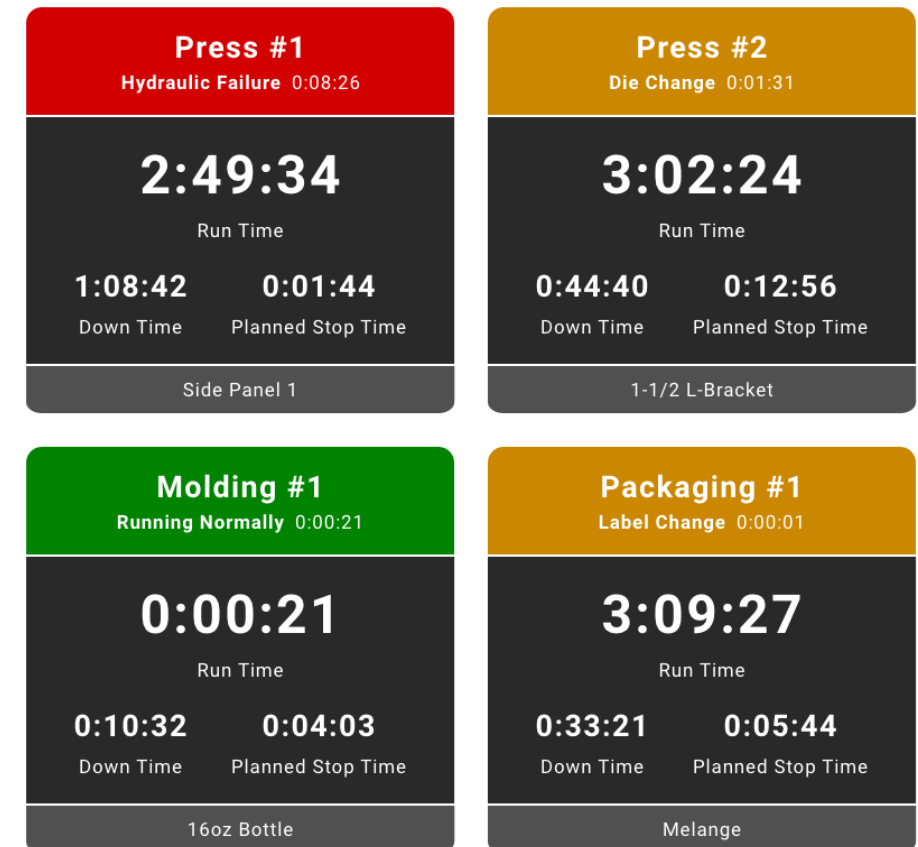 Press #1
Hydraulic Failure 0:08:26
2:49:34
Run Time
1:08:42 0:01:44
Down Time Planned Stop Time
Side Panel 1
Press #2
Die Change 0:01:31
3:02:24
Run Time
0:44:40 0:12:56
Down Time Planned Stop Time
1-1/2 L-Bracket
Molding #1
Running Normally 0:00:21
0:00:21
Run Time
0:10:32 0:04:03
Down Time Planned Stop Time
16oz Bottle
Packaging #1
Label Change 0:00:01
3:09:27
Run Time
0:33:21 0:05:44
Down Time Planned Stop Time
Melange